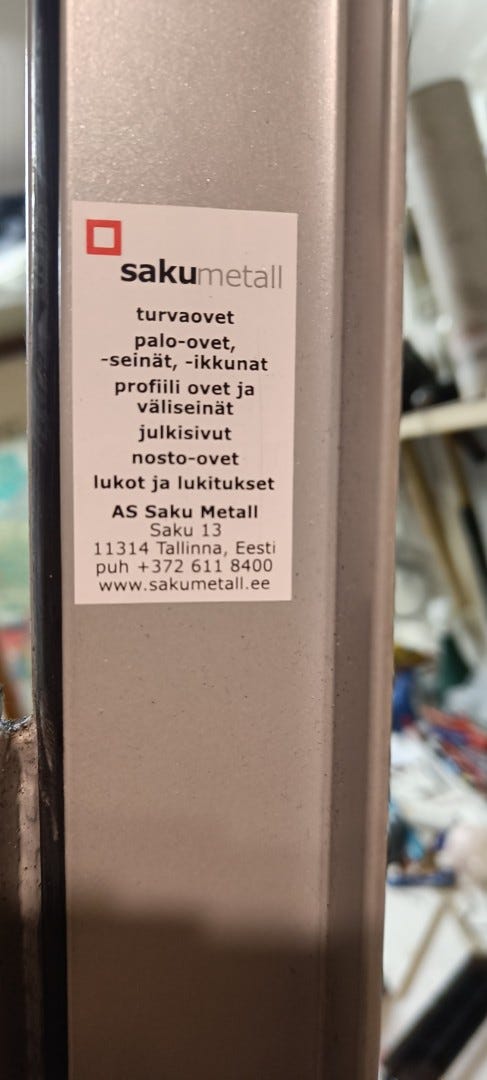 sakumetall
turvaovet
palo-ovet,
-seinät, -ikkunat
profiili ovet ja
väliseinät
julkisivut
nosto-ovet
lukot ja lukitukset
AS Saku Metall
Saku 13
11314 Tallinna, Eesti
puh +372 611 8400
www.sakumetall.ee